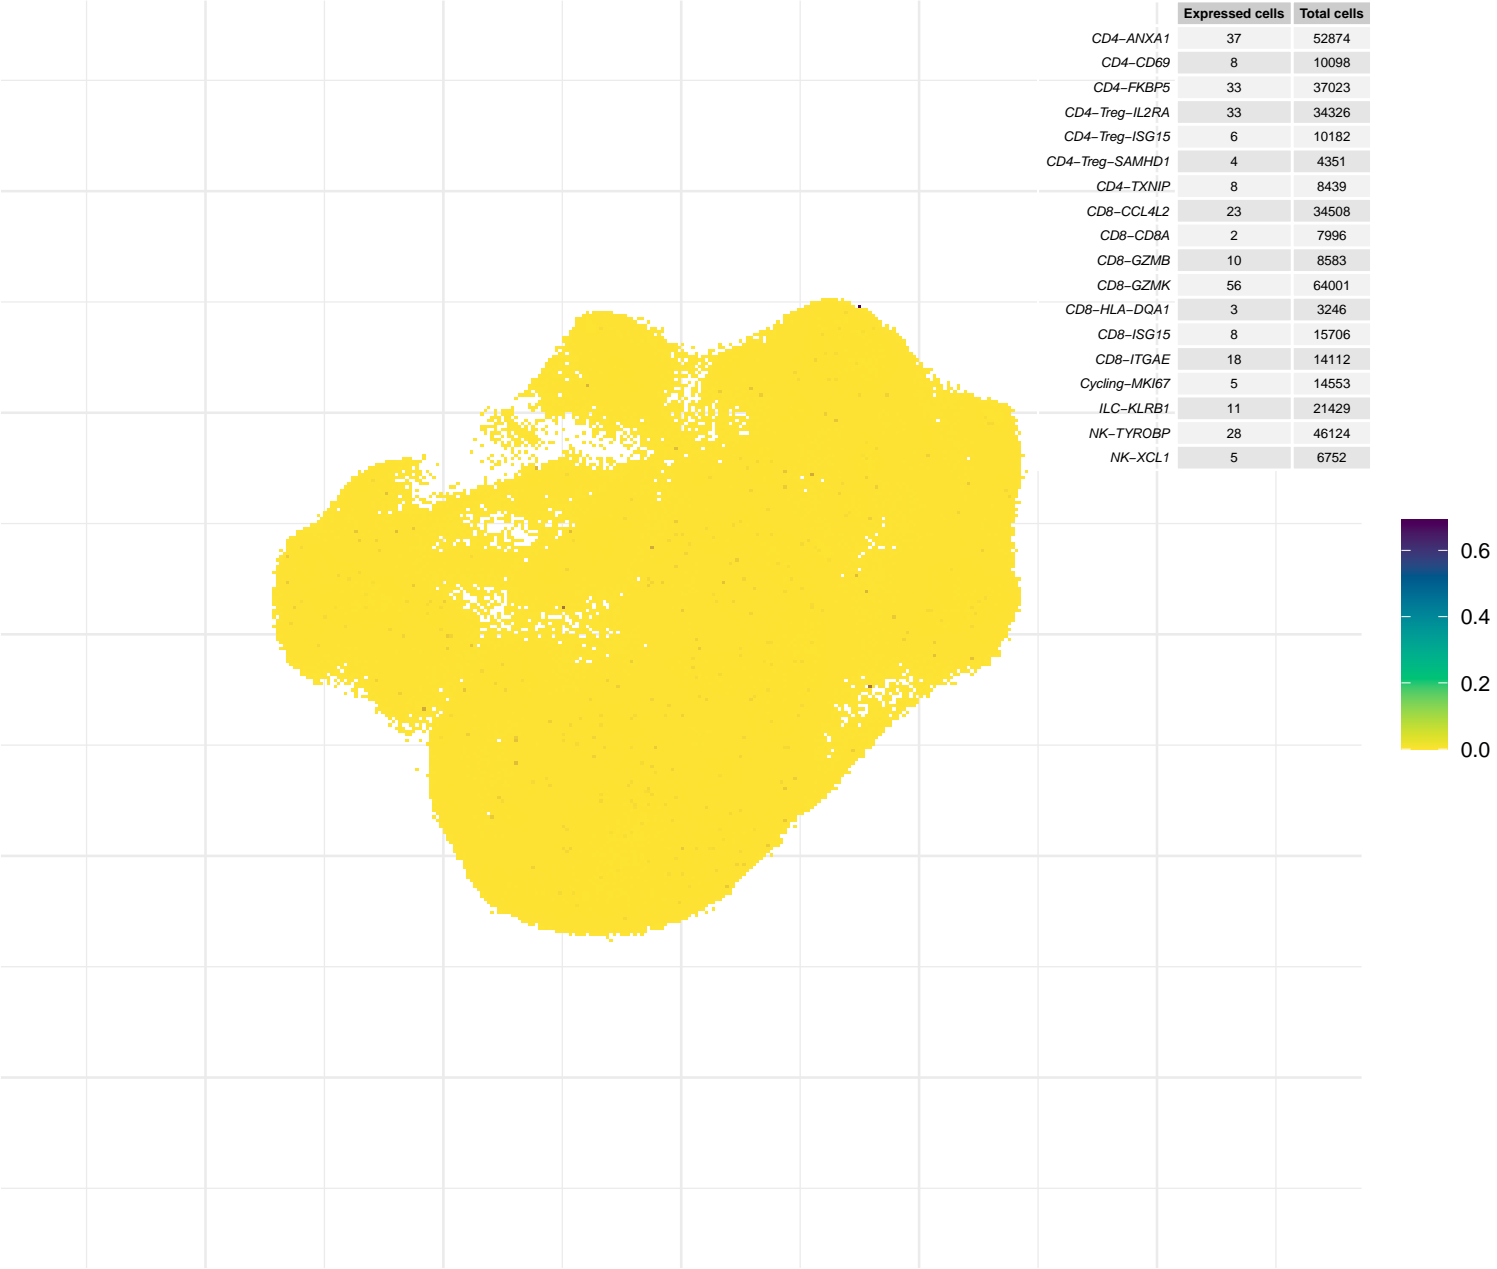 Expressed cells Total cells
CD4−ANXA1 37 52874
CD4−CD69 8 10098
CD4−FKBP5 33 37023
CD4−Treg−IL2RA 33 34326
CD4−Treg−ISG15 6 10182
CD4−Treg−SAMHD1 4 4351
CD4−TXNIP 8 8439
CD8−CCL4L2 23 34508
CD8−CD8A 2 7996
CD8−GZMB 10 8583
CD8−GZMK 56 64001
CD8−HLA−DQA1 3 3246
CD8−ISG15 8 15706
CD8−ITGAE 18 14112
Cycling−MKI67 5 14553
ILC−KLRB1 11 21429
NK−TYROBP 28 46124
NK−XCL1 5 6752
0.6
0.4
0.2
0.0